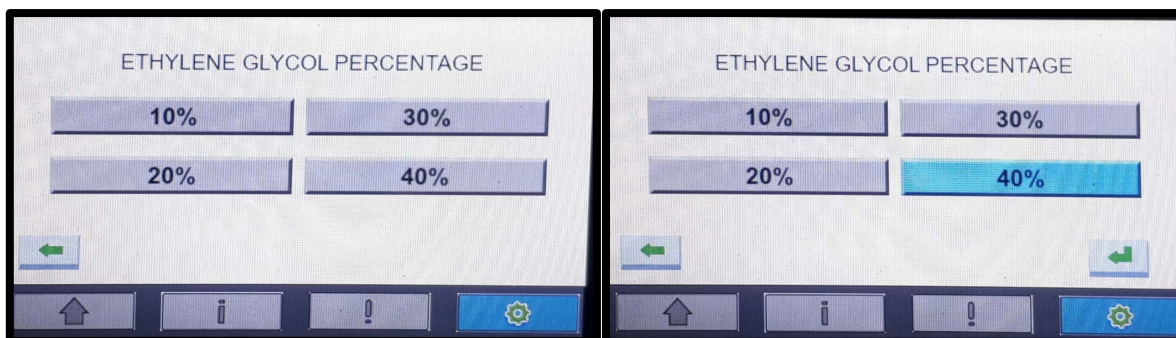 ETHYLENE GLYCOL PERCENTAGE
10% 30%
20% 40%
i !
ETHYLENE GLYCOL PERCENTAGE
10% 30%
20% 40%
i !